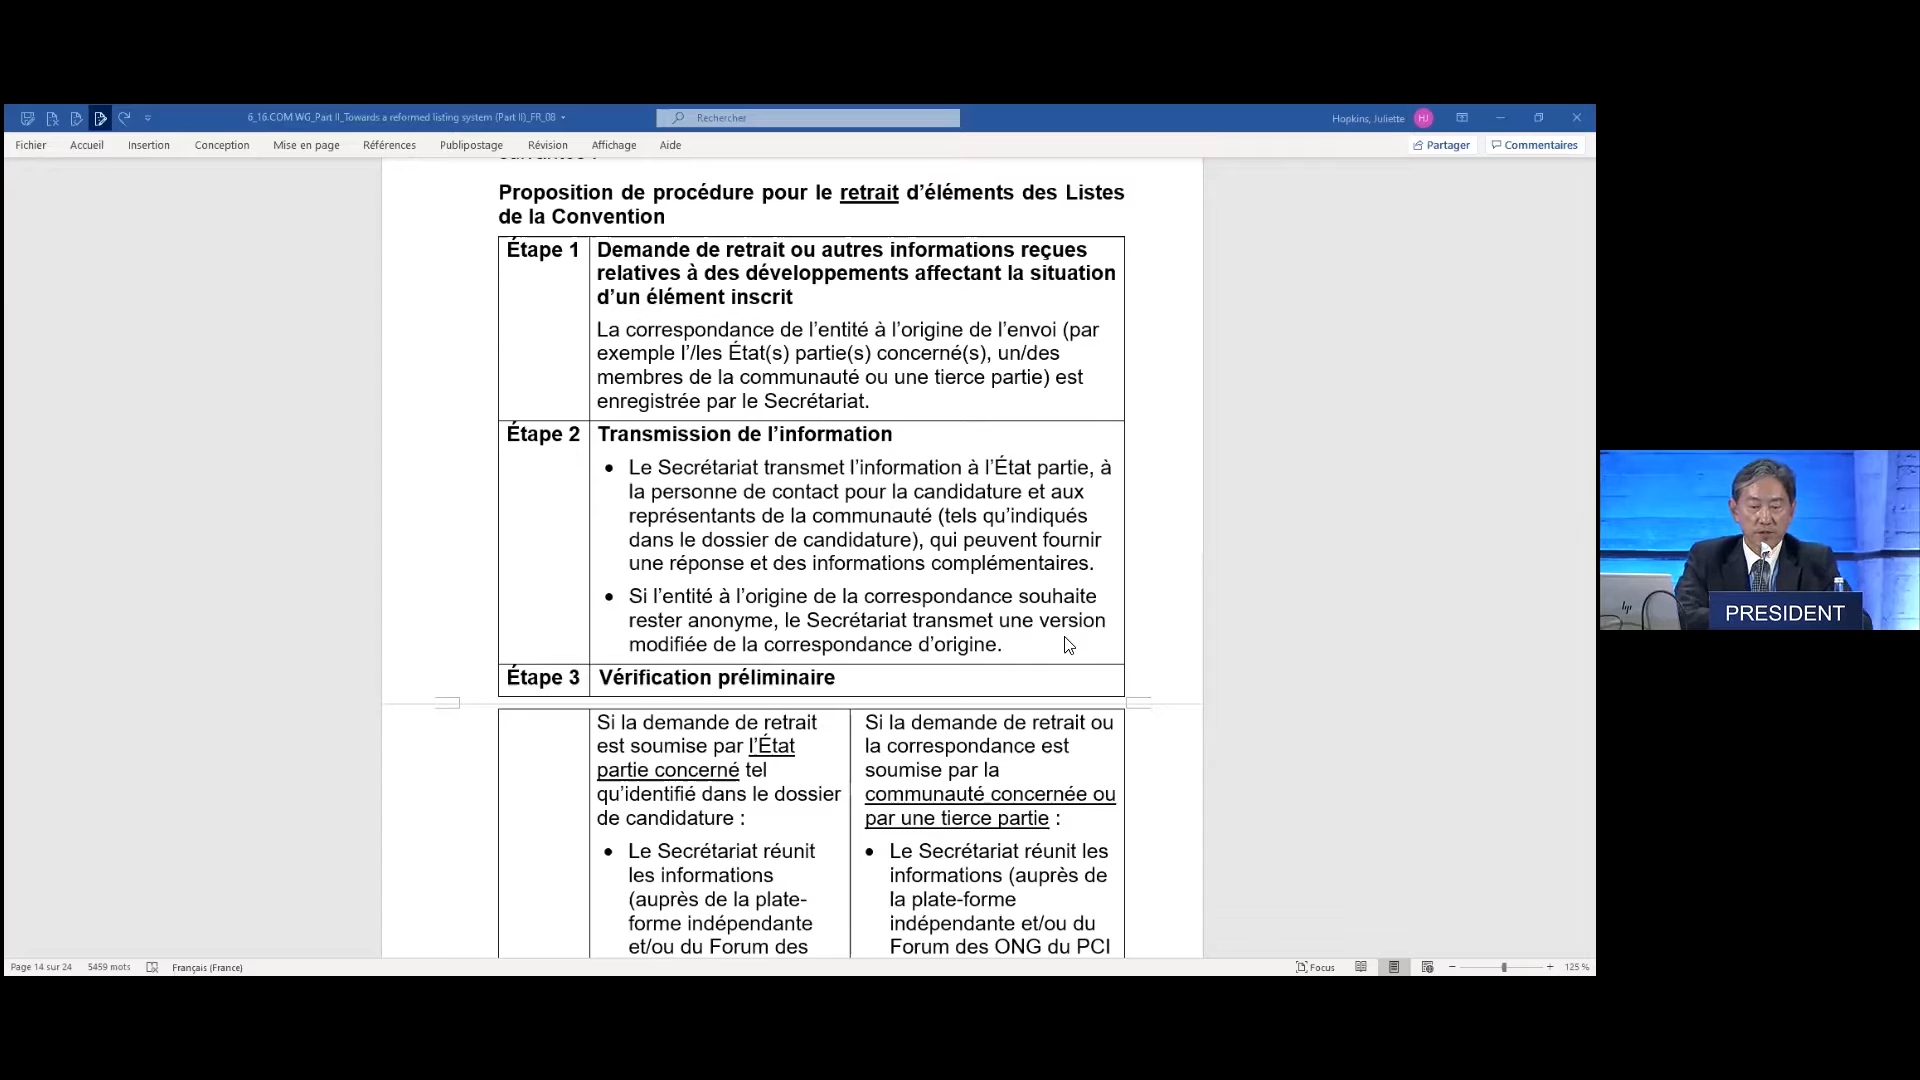 6_16.COM WG_Part II_Towards a reformed listing system (Part II)_FR_08
Rechercher
Hopkins, Juliette
HJ
Fichier Accueil Insertion Conception Mise en page Références Publipostage Révision Affichage Aide
Partager
Commentaires
Proposition de procédure pour le retrait d’éléments des Listes
de la Convention
Étape 1
Demande de retrait ou autres informations reçues
relatives à des développements affectant la situation
d’un élément inscrit
La correspondance de l’entité à l’origine de l’envoi (par
exemple l’/les État(s) partie(s) concerné(s), un/des
membres de la communauté ou une tierce partie) est
enregistrée par le Secrétariat.
Étape 2
Transmission de l’information
• Le Secrétariat transmet l’information à l’État partie, à
la personne de contact pour la candidature et aux
représentants de la communauté (tels qu’indiqués
dans le dossier de candidature), qui peuvent fournir
une réponse et des informations complémentaires.
• Si l’entité à l’origine de la correspondance souhaite
rester anonyme, le Secrétariat transmet une version
modifiée de la correspondance d’origine.
Étape 3
Vérification préliminaire
Si la demande de retrait
est soumise par l’État
partie concerné tel
qu’identifié dans le dossier
de candidature :
• Le Secrétariat réunit
les informations
(auprès de la plate-
forme indépendante
et/ou du Forum des
Si la demande de retrait ou
la correspondance est
soumise par la
communauté concernée ou
par une tierce partie :
• Le Secrétariat réunit les
informations (auprès de
la plate-forme
indépendante et/ou du
Forum des ONG du PCI
Page 14 sur 24
5459 mots
Français (France)
Focus
125 %
hp
PRESIDENT